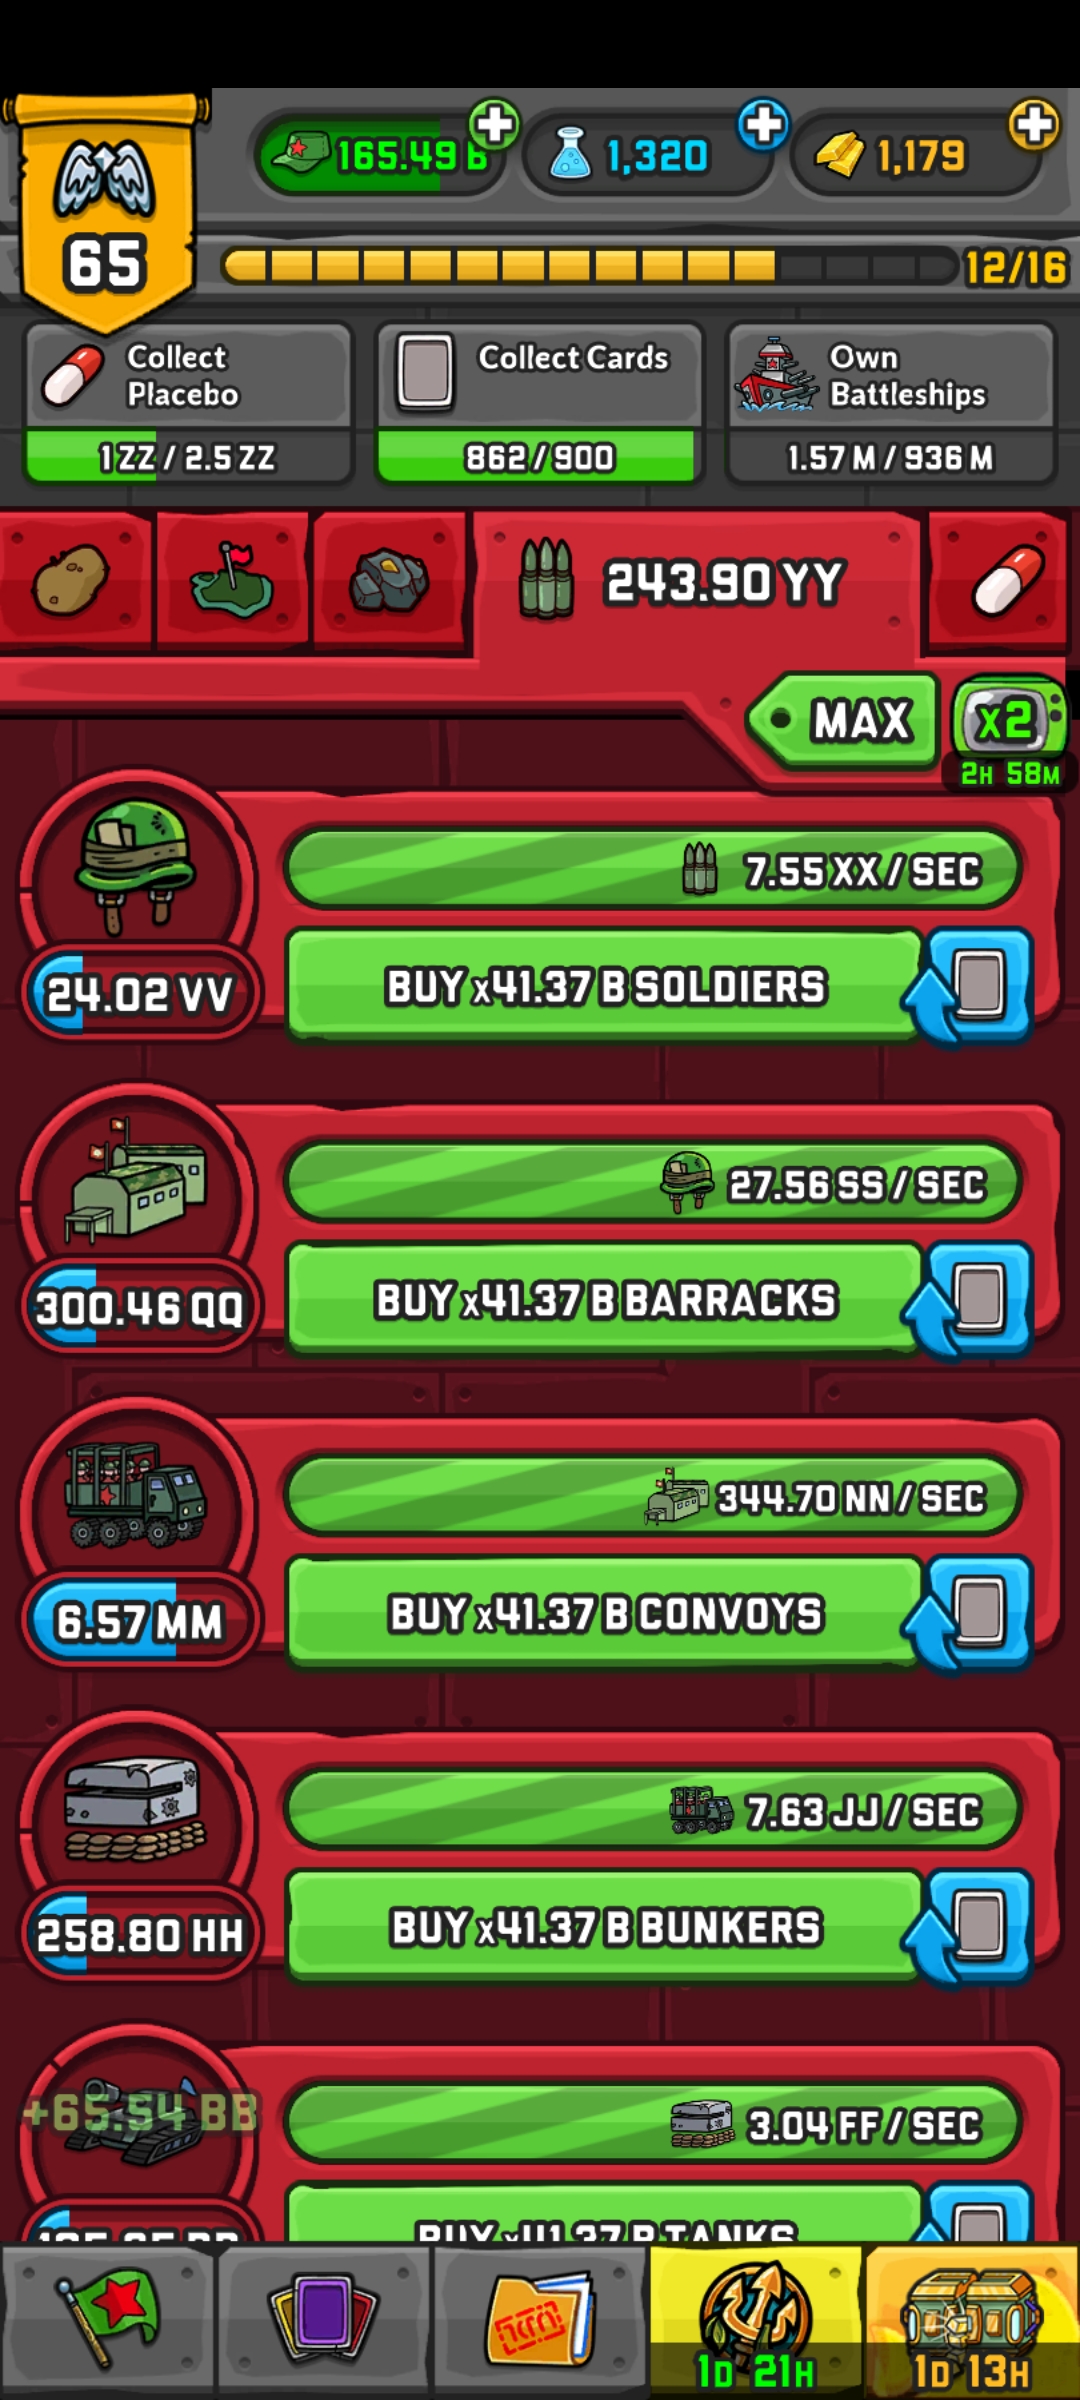 165.49 B
1,320
1,179
65
12/16
Collect
Placebo
1 ZZ / 2.5 ZZ
Collect Cards
862 / 900
Own
Battleships
1.57 M / 936 M
243.90 YY
MAX
x2
2H 58M
7.55 XX / SEC
24.02 VV
BUY x41.37 B SOLDIERS
27.56 SS / SEC
300.46 QQ
BUY x41.37 B BARRACKS
344.70 NN / SEC
6.57 MM
BUY x41.37 B CONVOYS
7.63 JJ / SEC
258.80 HH
BUY x41.37 B BUNKERS
+65.54 BB
3.04 FF / SEC
BUY x41.37 B TANKS
1D 21H
1D 13H